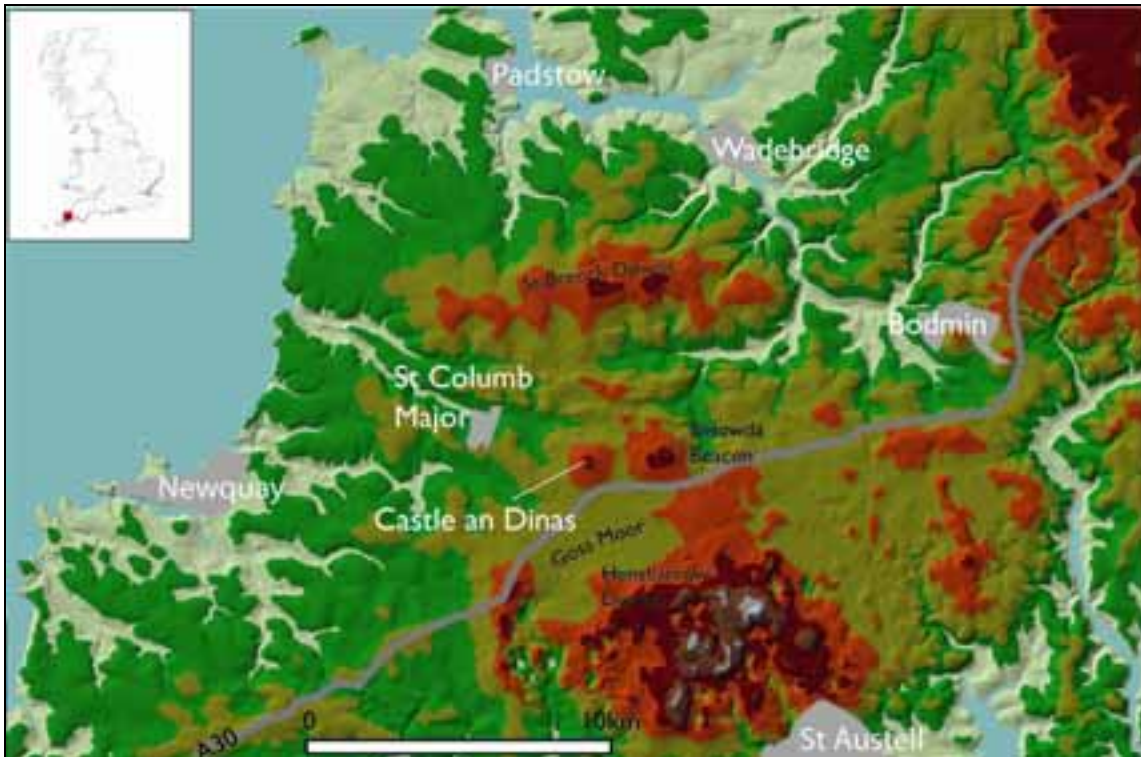 Padstow
Wadebridge
St Breock Downs
Bodmin
St Columb
Major
Beacon
Newquay
Castle an Dinas
Goss Moor
0
10km
A30
St Austell